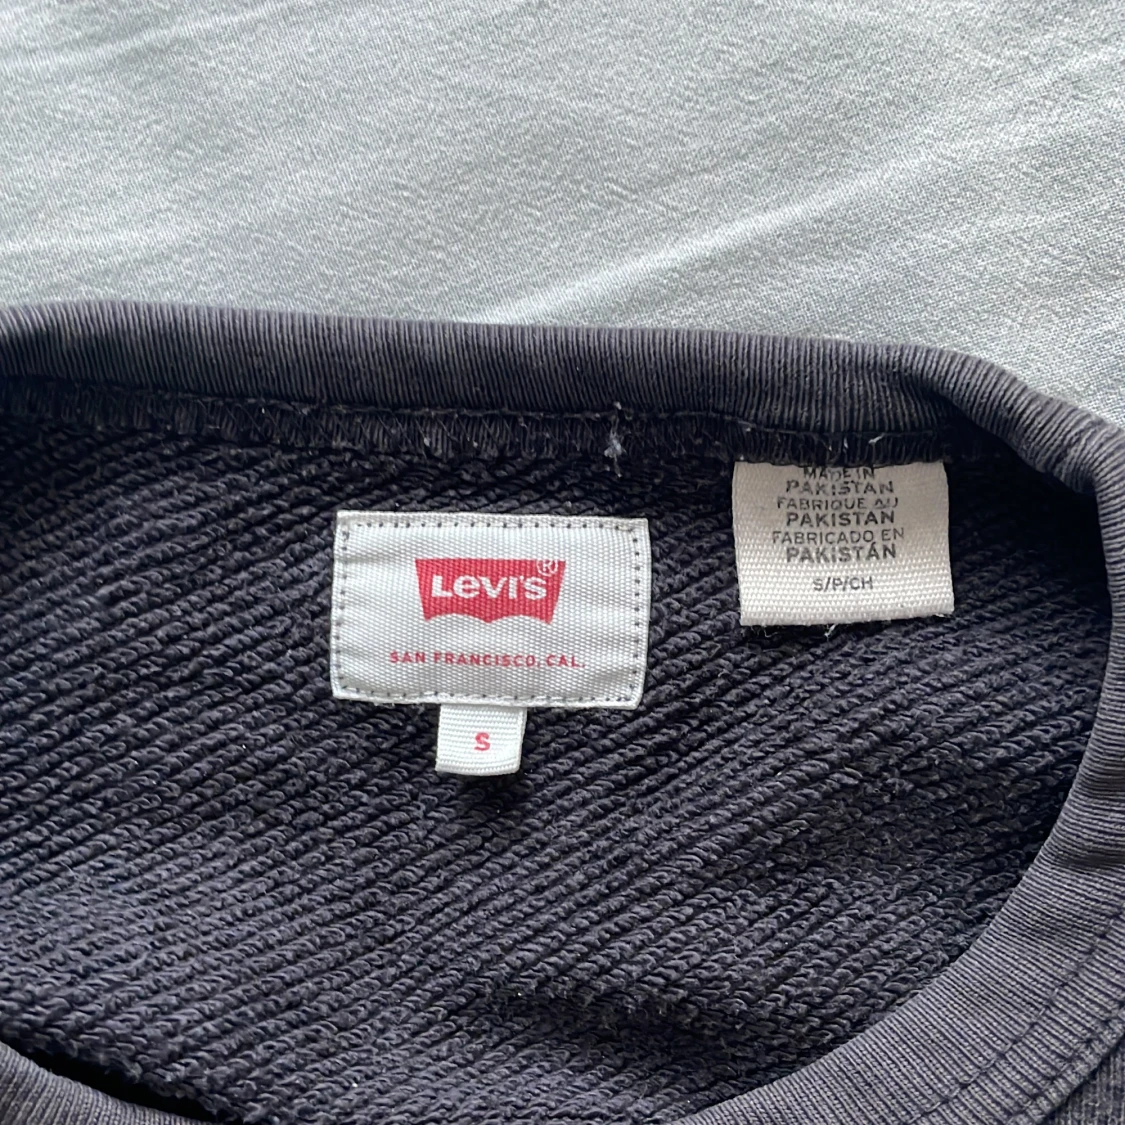 LEVI'S®
SAN FRANCISCO, CAL.
S
MADE IN
PAKISTAN
FABRIQUE AU
PAKISTAN
FABRICADO EN
PAKISTÁN
S/P/CH